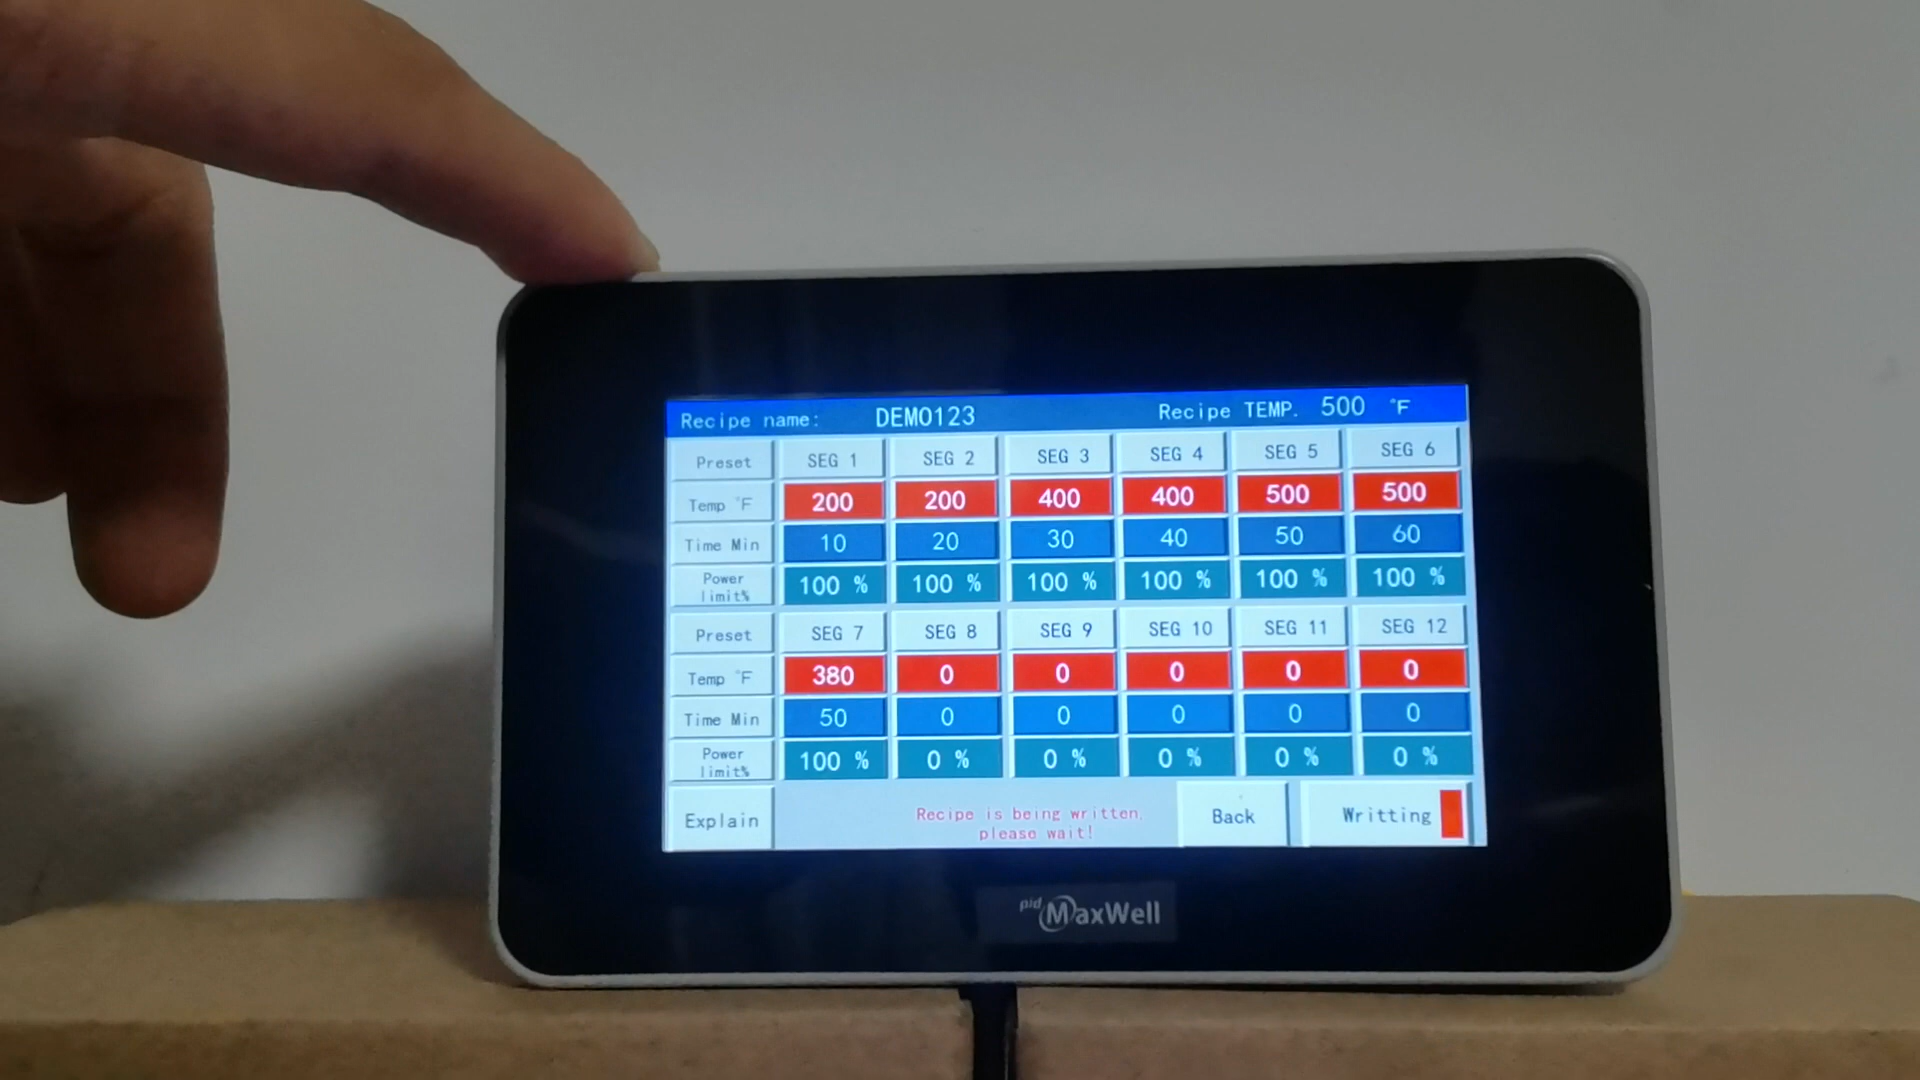 Recipe name: DEMO123 Recipe TEMP. 500 °F
Preset SEG 1 SEG 2 SEG 3 SEG 4 SEG 5 SEG 6
Temp °F 200 200 400 400 500 500
Time Min 10 20 30 40 50 60
Power limit% 100 % 100 % 100 % 100 % 100 % 100 %
Preset SEG 7 SEG 8 SEG 9 SEG 10 SEG 11 SEG 12
Temp °F 380 0 0 0 0 0
Time Min 50 0 0 0 0 0
Power limit% 100 % 0 % 0 % 0 % 0 % 0 %
Explain Recipe is being written, please wait! Back Writting
pid MaxWell